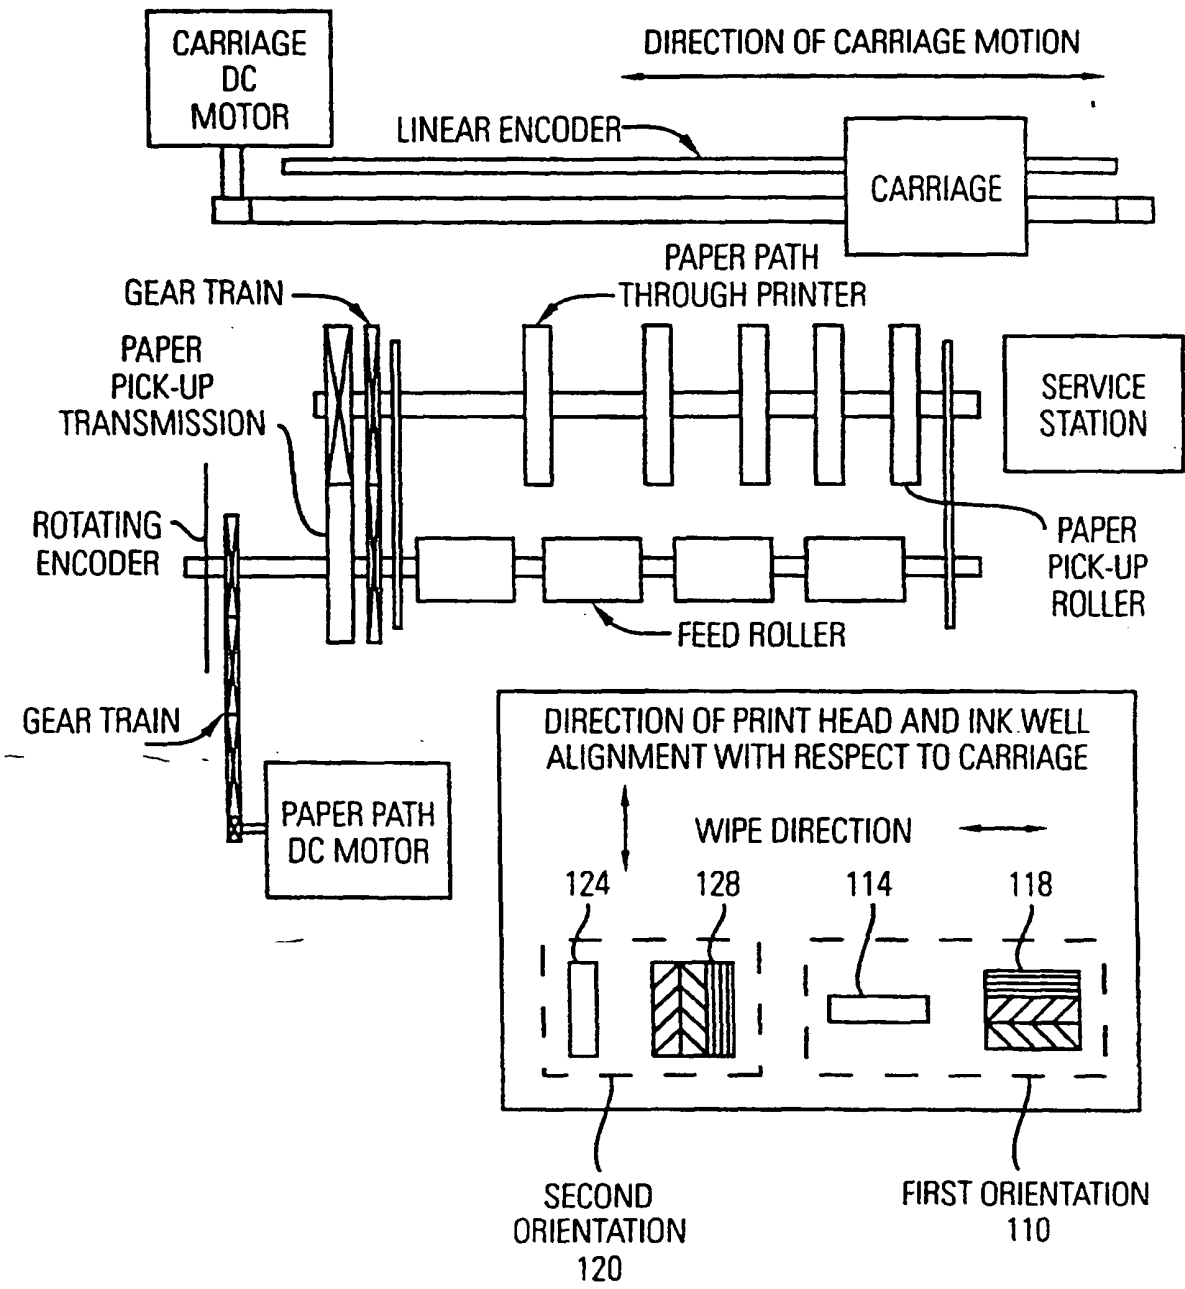 CARRIAGE
DC
MOTOR
DIRECTION OF CARRIAGE MOTION
LINEAR ENCODER
CARRIAGE
PAPER PATH
THROUGH PRINTER
GEAR TRAIN
PAPER
PICK-UP
TRANSMISSION
SERVICE
STATION
ROTATING
ENCODER
PAPER
PICK-UP
ROLLER
FEED ROLLER
GEAR TRAIN
PAPER PATH
DC MOTOR
DIRECTION OF PRINT HEAD AND INK WELL
ALIGNMENT WITH RESPECT TO CARRIAGE
WIPE DIRECTION
124
128
114
118
SECOND
ORIENTATION
120
FIRST ORIENTATION
110